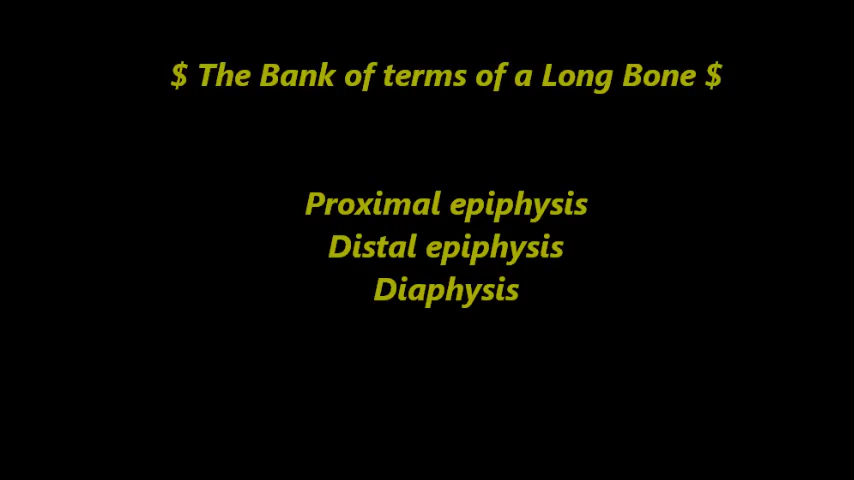 $ The Bank of terms of a Long Bone $
Proximal epiphysis
Distal epiphysis
Diaphysis